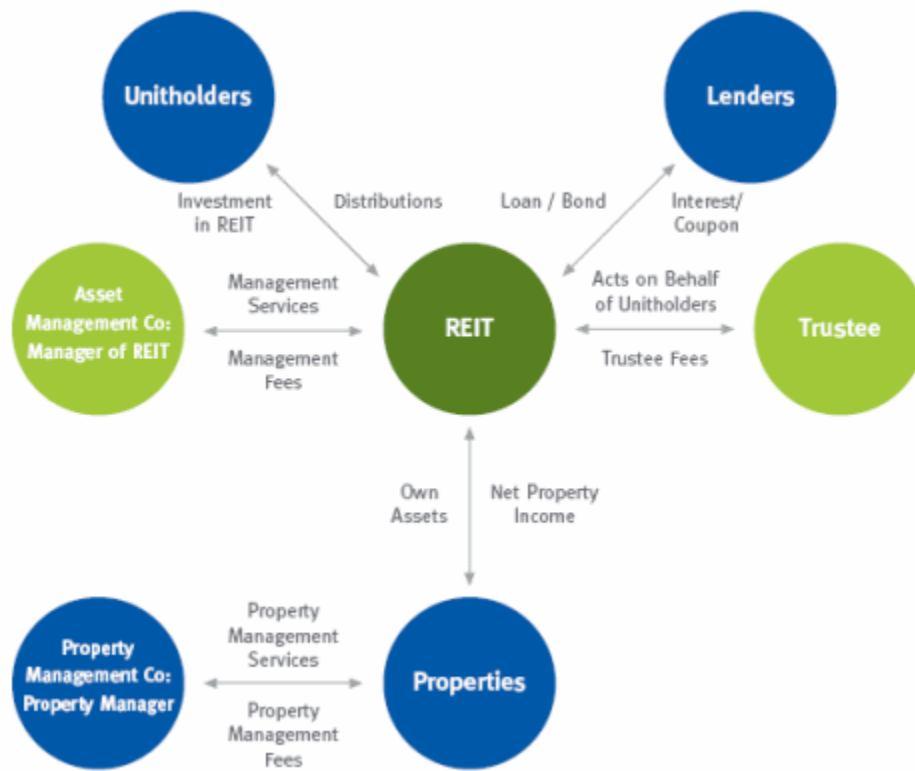 Unitholders
Lenders
Investment
in REIT
Distributions
Loan / Bond
Interest/
Coupon
Asset
Management Co:
Manager of REIT
Management
Services
Management
Fees
REIT
Acts on Behalf
of Unitholders
Trustee Fees
Trustee
Own
Assets
Net Property
Income
Property
Management Co:
Property Manager
Property
Management
Services
Property
Management
Fees
Properties